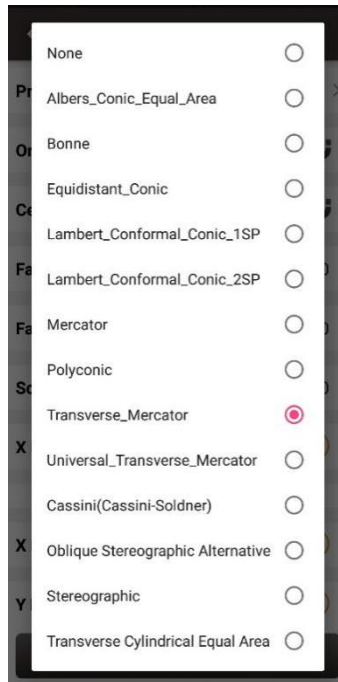 None
Albers_Conic_Equal_Area
Bonne
Equidistant_Conic
Lambert_Conformal_Conic_1SP
Lambert_Conformal_Conic_2SP
Mercator
Polyconic
Transverse_Mercator
Universal_Transverse_Mercator
Cassini(Cassini-Soldner)
Oblique Stereographic Alternative
Stereographic
Transverse Cylindrical Equal Area